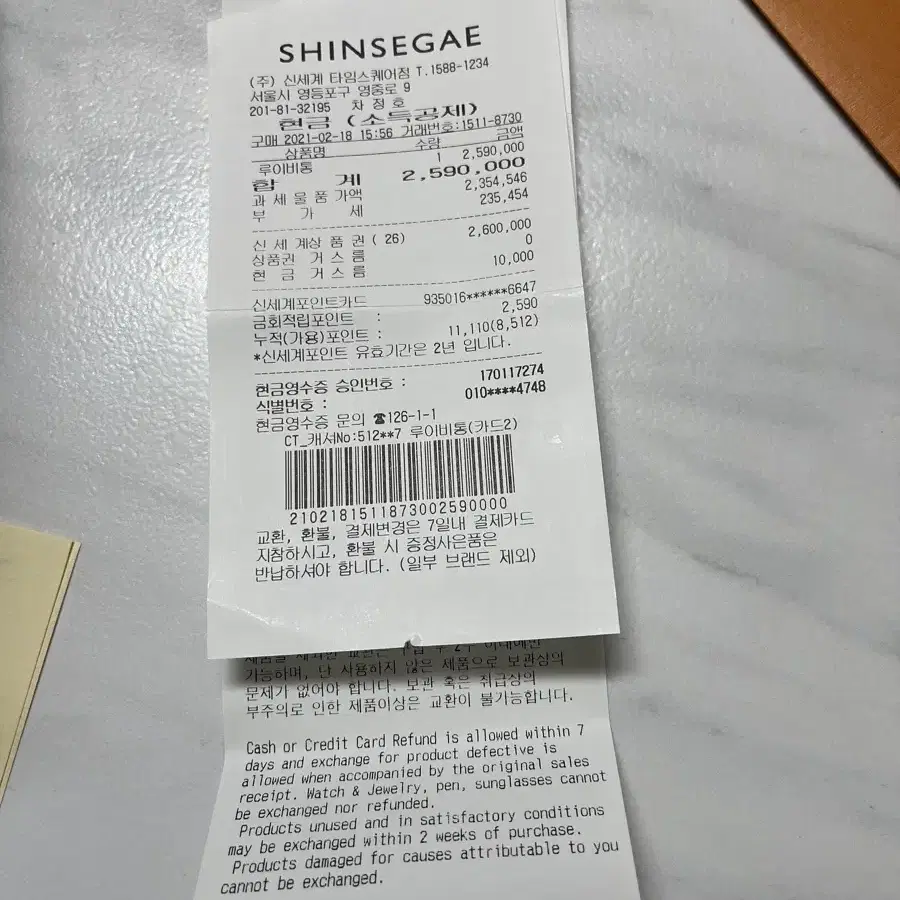 SHINSEGAE
(주) 신세계 타임스퀘어점 T.1588-1234
서울시 영등포구 영중로 9
201-81-32195 차 정 호
현금 (소득공제)
구매 2021-02-18 15:56 거래번호:1511-8730
상품명 수량 금액
루이비통 1 2,590,000
합 계 2,590,000
과 세 물 품 가액 2,354,546
부 가 세 235,454
신 세 계상 품 권 ( 26) 2,600,000
상품권 거 스 름 0
현 금 거 스 름 10,000
신세계포인트카드 935016******6647
금회적립포인트 : 2,590
누적(가용)포인트 : 11,110(8,512)
*신세계포인트 유효기간은 2년 입니다.
현금영수증 승인번호 : 170117274
식별번호 : 010****4748
현금영수증 문의 ☎126-1-1
CT_캐셔No:512**7 루이비통(카드2)
2102181511873002590000
교환, 환불, 결제변경은 7일내 결제카드
지참하시고, 환불 시 증정사은품은
반납하셔야 합니다. (일부 브랜드 제외)
가능하며, 단 사용하지 않은 제품으로 보관상의
문제가 없어야 합니다. 보관 혹은 취급상의
부주의로 인한 제품이상은 교환이 불가능합니다.
Cash or Credit Card Refund is allowed within 7
days and exchange for product defective is
allowed when accompanied by the original sales
receipt. Watch & Jewelry, pen, sunglasses cannot
be exchanged nor refunded.
Products unused and in satisfactory conditions
may be exchanged within 2 weeks of purchase.
Products damaged for causes attributable to you
cannot be exchanged.